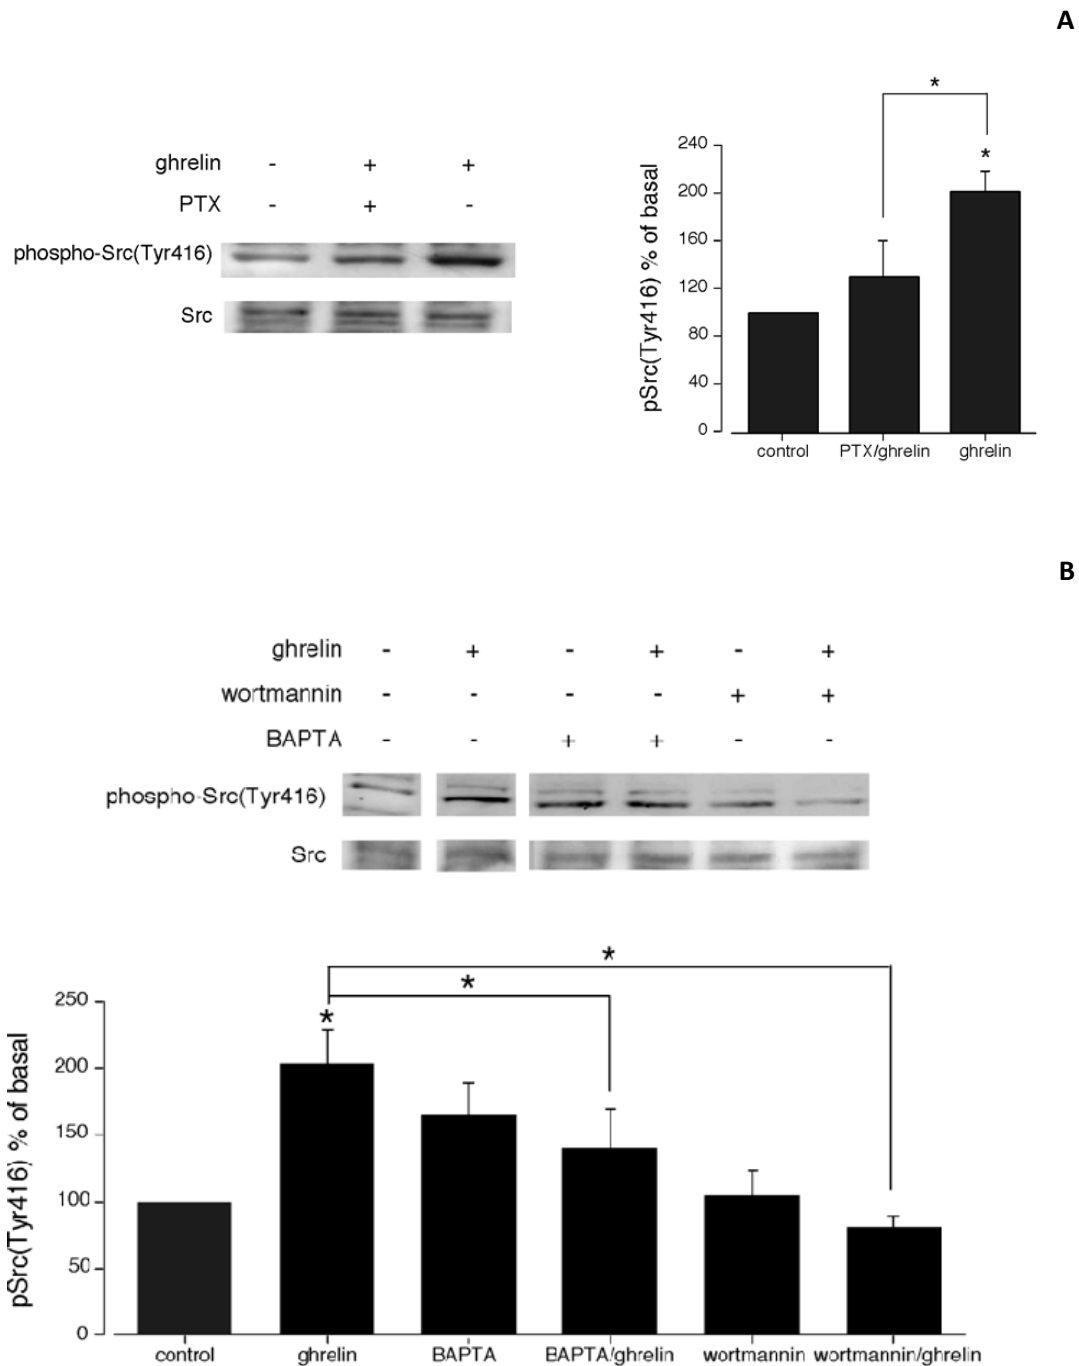 A
ghrelin - + +
PTX - + -
phospho-Src(Tyr416)
Src
*
*
pSrc(Tyr416) % of basal
240
200
160
120
80
40
0
control PTX/ghrelin ghrelin
B
ghrelin - + - + - +
wortmannin - - - - + +
BAPTA - - + + - -
phospho-Src(Tyr416)
Src
*
*
*
pSrc(Tyr416) % of basal
250
200
150
100
50
0
control ghrelin BAPTA BAPTA/ghrelin wortmannin wortmannin/ghrelin